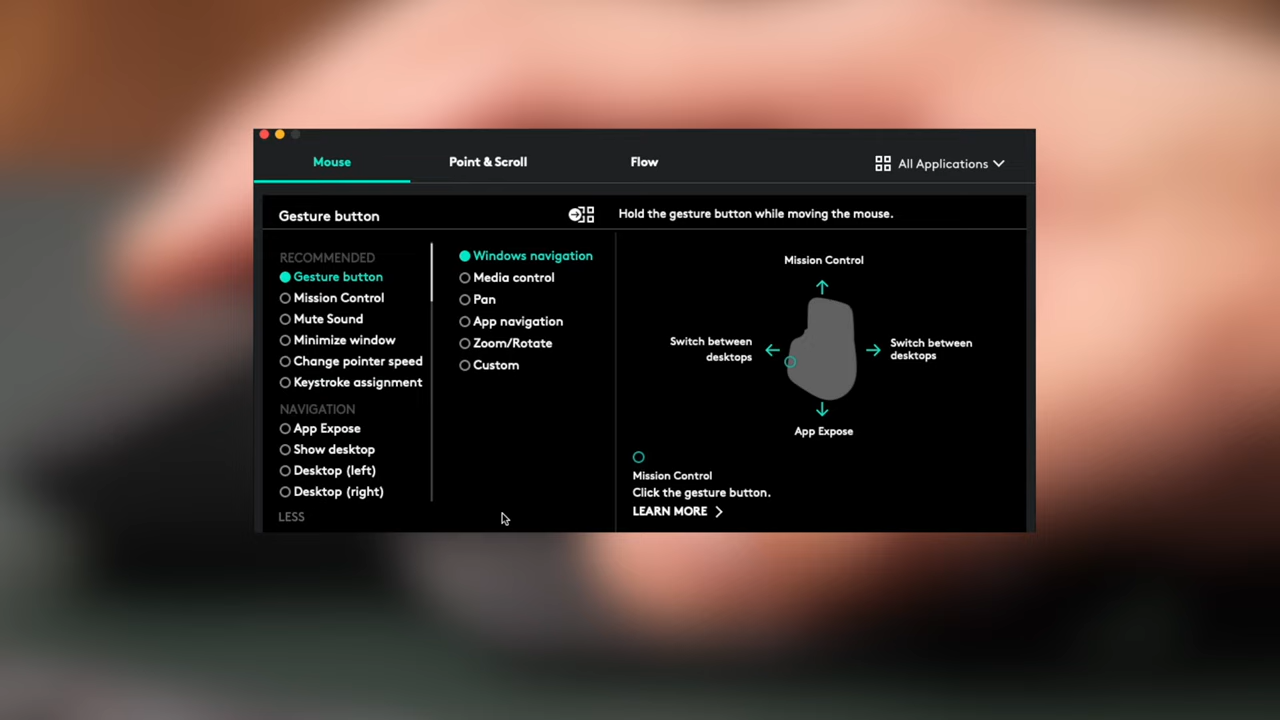 Mouse
Point & Scroll
Flow
All Applications
Gesture button
Hold the gesture button while moving the mouse.
RECOMMENDED
Gesture button
Mission Control
Mute Sound
Minimize window
Change pointer speed
Keystroke assignment
NAVIGATION
App Expose
Show desktop
Desktop (left)
Desktop (right)
LESS
Windows navigation
Media control
Pan
App navigation
Zoom/Rotate
Custom
Mission Control
Switch between
desktops
Switch between
desktops
App Expose
Mission Control
Click the gesture button.
LEARN MORE